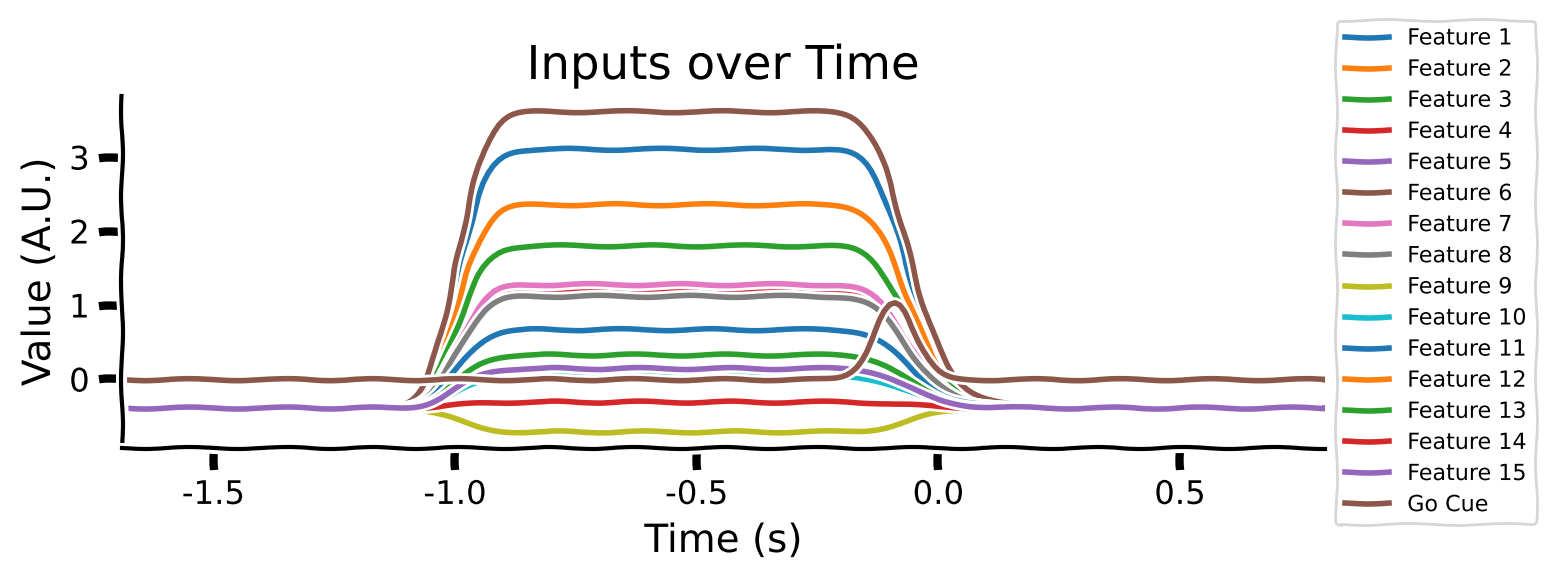 Inputs over Time
Value (A.U.)
3
2
1
0
-1.5
-1.0
-0.5
0.0
0.5
Time (s)
Feature 1
Feature 2
Feature 3
Feature 4
Feature 5
Feature 6
Feature 7
Feature 8
Feature 9
Feature 10
Feature 11
Feature 12
Feature 13
Feature 14
Feature 15
Go Cue